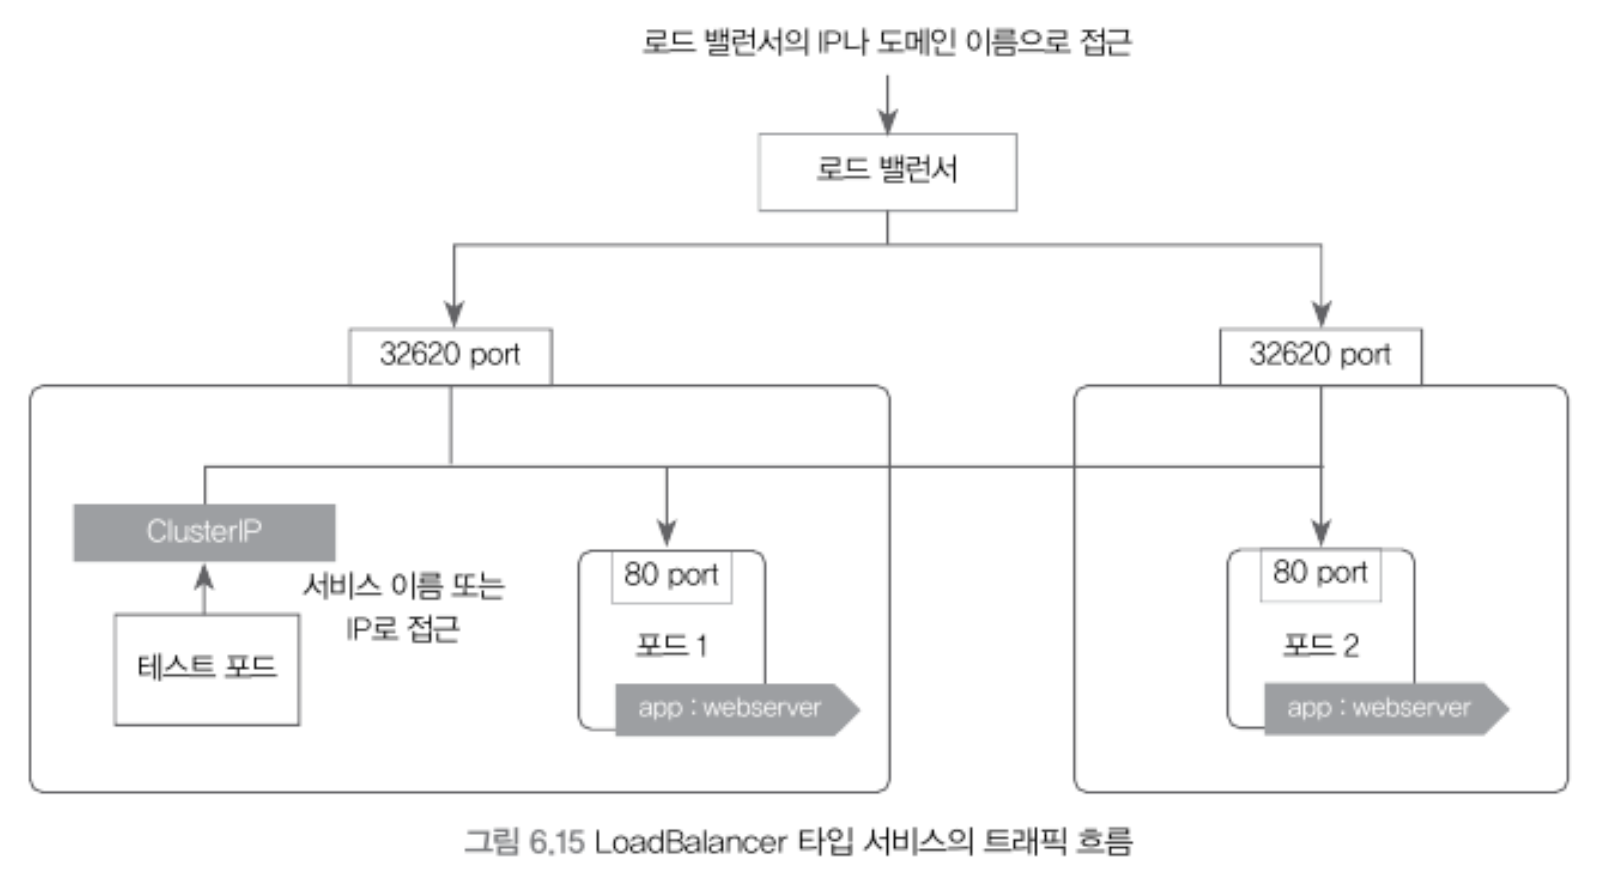 로드 밸런서의 IP나 도메인 이름으로 접근
로드 밸런서
32620 port
32620 port
ClusterIP
서비스 이름 또는
IP로 접근
테스트 포드
80 port
포드 1
app : webserver
80 port
포드 2
app : webserver
그림 6.15 LoadBalancer 타입 서비스의 트래픽 흐름